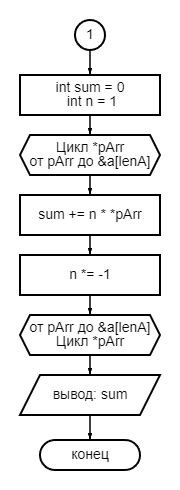 1
int sum = 0
int n = 1
Цикл *pArr
от pArr до &a[lenA]
sum += n * *pArr
n *= -1
от pArr до &a[lenA]
Цикл *pArr
вывод: sum
конец